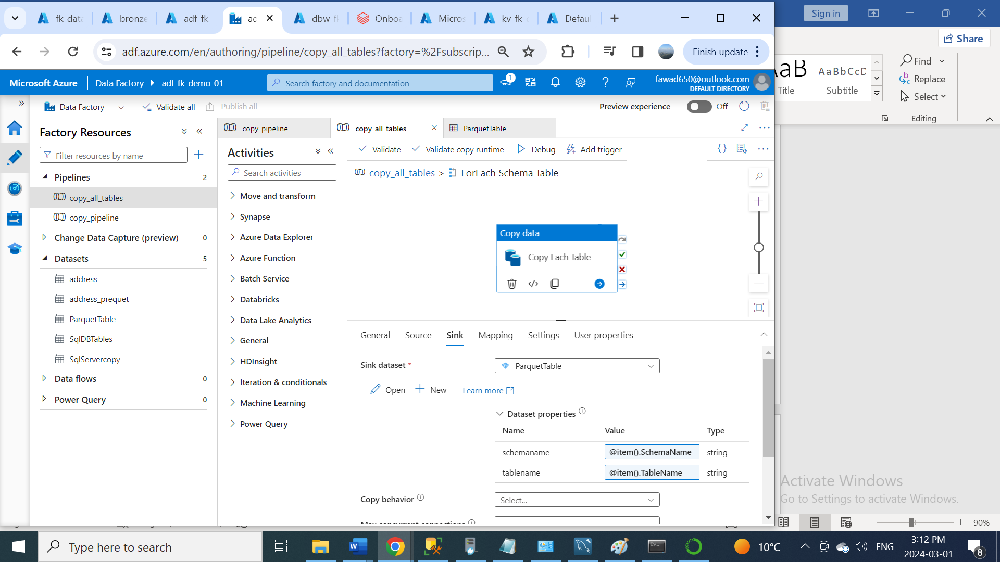 fk-data
bronze
adf-fk-
ad
dbw-fk
Onboa
Micros
kv-fk-
Defaul
Sign in
adf.azure.com/en/authoring/pipeline/copy_all_tables?factory=%2Fsubscrip...
Finish update
Share
Microsoft Azure
Data Factory
adf-fk-demo-01
Search factory and documentation
1
fawad650@outlook.com
DEFAULT DIRECTORY
AaB
AaBbCcD
Title
Subtitle
Find
Replace
Select
Editing
Data Factory
Validate all
Publish all
Preview experience
Off
Factory Resources
Filter resources by name
Pipelines 2
copy_all_tables
copy_pipeline
Change Data Capture (preview) 0
Datasets 5
address
address_prequet
ParquetTable
SqlDBTables
SqlServercopy
Data flows 0
Power Query 0
copy_pipeline
copy_all_tables
ParquetTable
Activities
Search activities
Move and transform
Synapse
Azure Data Explorer
Azure Function
Batch Service
Databricks
Data Lake Analytics
General
HDInsight
Iteration & conditionals
Machine Learning
Power Query
Validate
Validate copy runtime
Debug
Add trigger
copy_all_tables > ForEach Schema Table
Copy data
Copy Each Table
General
Source
Sink
Mapping
Settings
User properties
Sink dataset *
ParquetTable
Open
New
Learn more
Dataset properties
Name Value Type
schemaname @item().SchemaName string
tablename @item().TableName string
Copy behavior
Select...
Activate Windows
Go to Settings to activate Windows.
90%
Type here to search
10°C
ENG
3:12 PM
2024-03-01
8